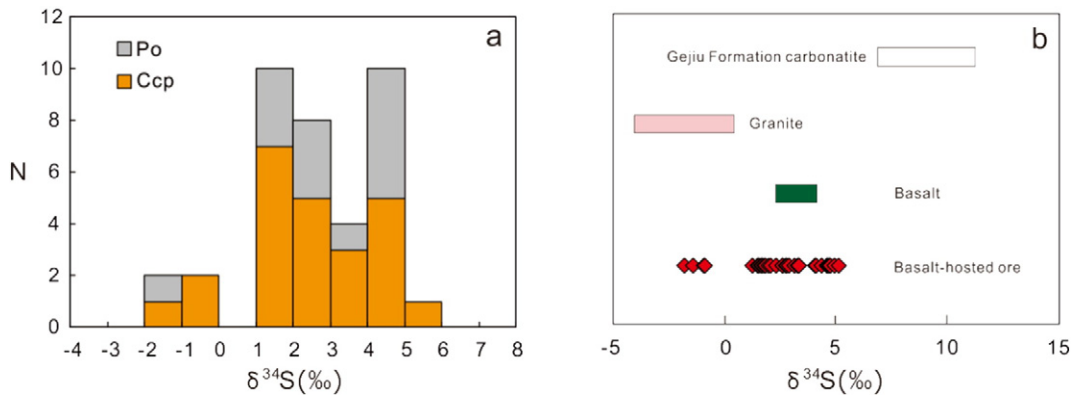 a
Po
Ccp
N
12
10
8
6
4
2
0
-4 -3 -2 -1 0 1 2 3 4 5 6 7 8
δ³⁴S(‰)
b
Gejiu Formation carbonatite
Granite
Basalt
Basalt-hosted ore
-5 0 5 10 15
δ³⁴S(‰)